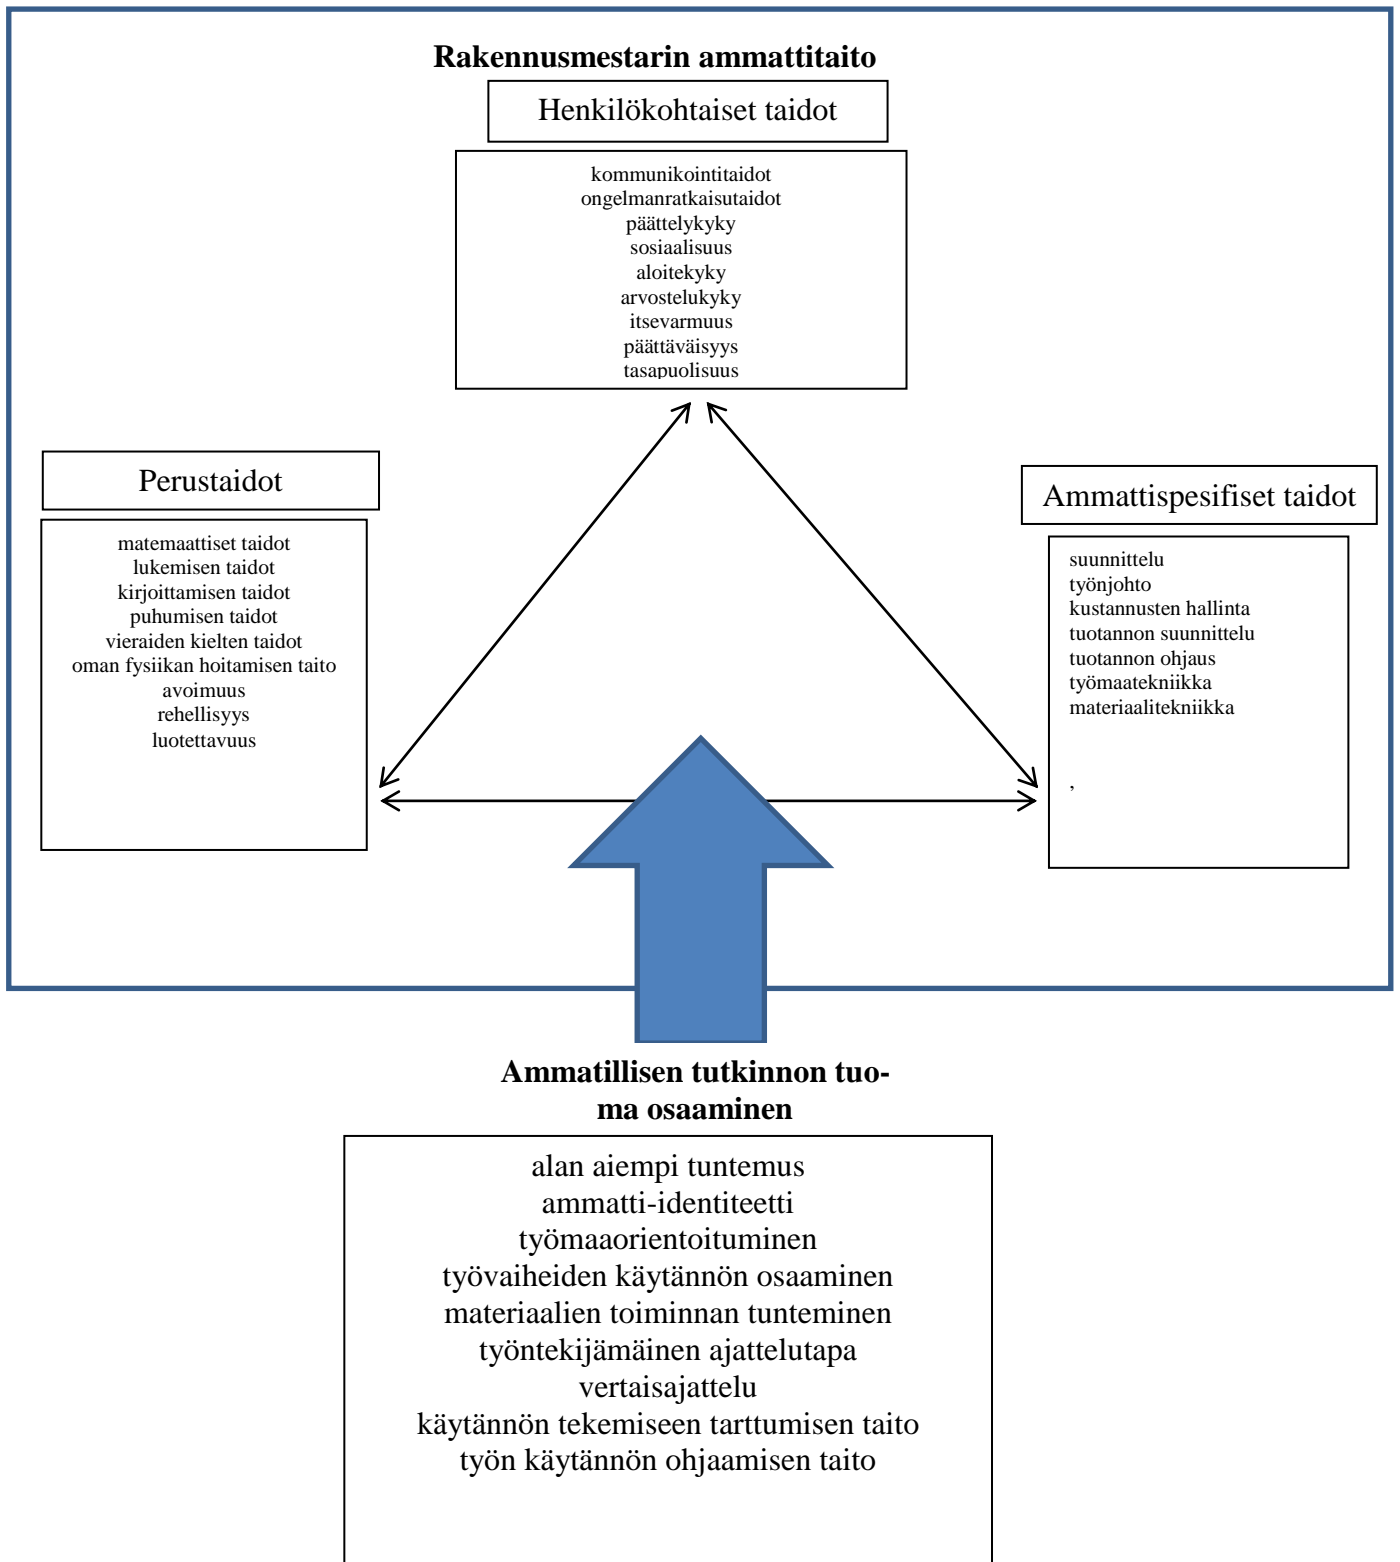 Rakennusmestarin ammattitaito
Henkilökohtaiset taidot
kommunikointitaidot
ongelmanratkaisutaidot
päättelykyky
sosiaalisuus
aloitekyky
arvostelukyky
itsevarmuus
päättäväisyys
tasapuolisuus
Perustaidot
matemaattiset taidot
lukemisen taidot
kirjoittamisen taidot
puhumisen taidot
vieraiden kielten taidot
oman fysiikan hoitamisen taito
avoimuus
rehellisyys
luotettavuus
Ammattispesifiset taidot
suunnittelu
työnjohto
kustannusten hallinta
tuotannon suunnittelu
tuotannon ohjaus
työmaatekniikka
materiaalitekniikka
,
Ammatillisen tutkinnon tuo-
ma osaaminen
alan aiempi tuntemus
ammatti-identiteetti
työmaaorientoituminen
työvaiheiden käytännön osaaminen
materiaalien toiminnan tunteminen
työntekijämäinen ajattelutapa
vertaisajattelu
käytännön tekemiseen tarttumisen taito
työn käytännön ohjaamisen taito